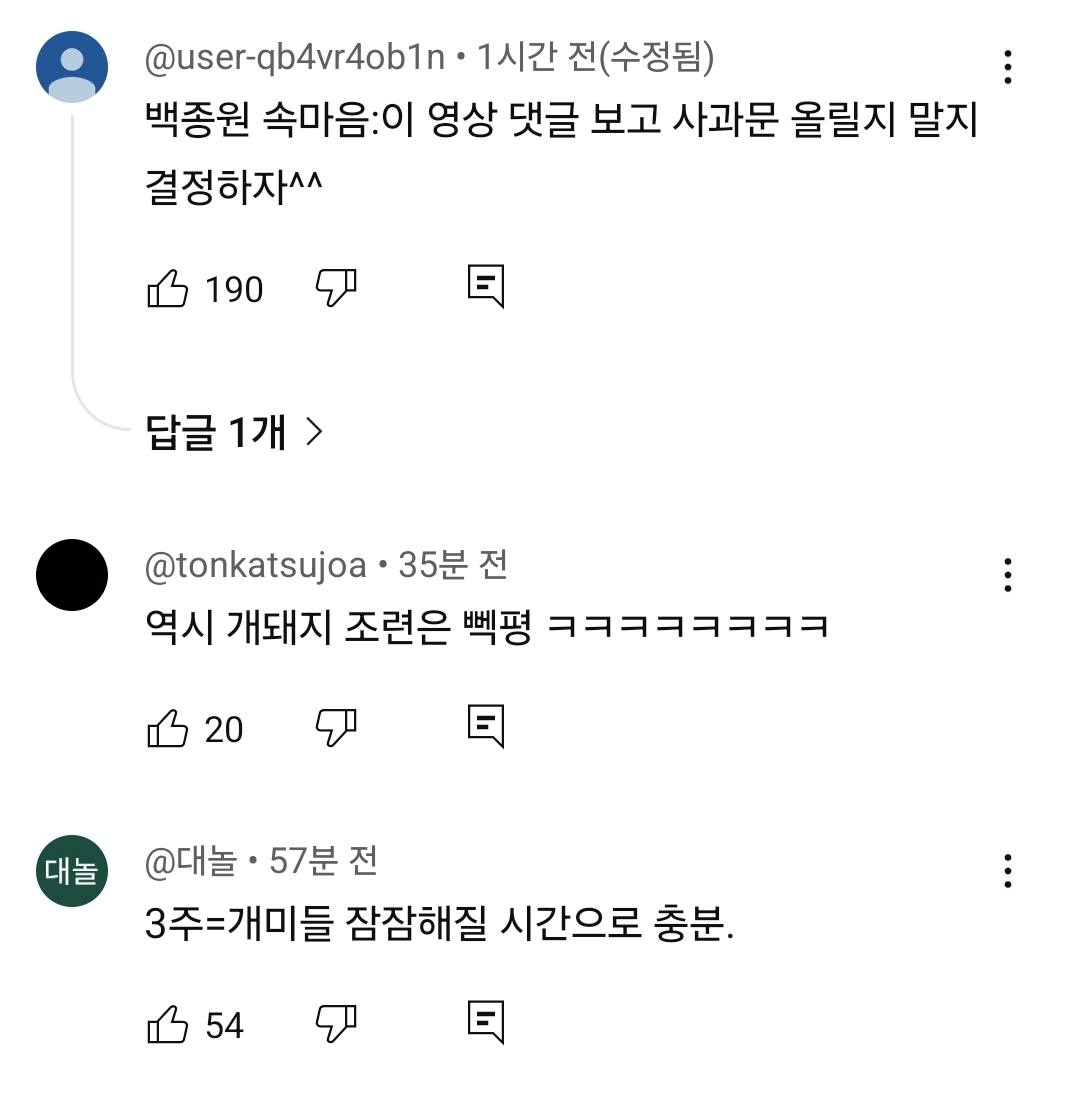 @user-qb4vr4ob1n • 1시간 전(수정됨)
백종원 속마음:이 영상 댓글 보고 사과문 올릴지 말지
결정하자^^
190
답글 1개 >
@tonkatsujoa • 35분 전
역시 개돼지 조련은 빽평 ㅋㅋㅋㅋㅋㅋㅋㅋ
20
대놀
@대놀 • 57분 전
3주=개미들 잠잠해질 시간으로 충분.
54